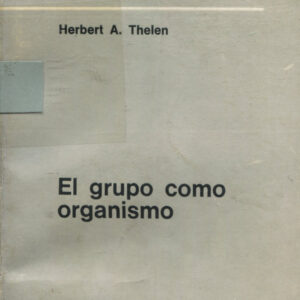 Herbert A. Thelen
El grupo como
organismo